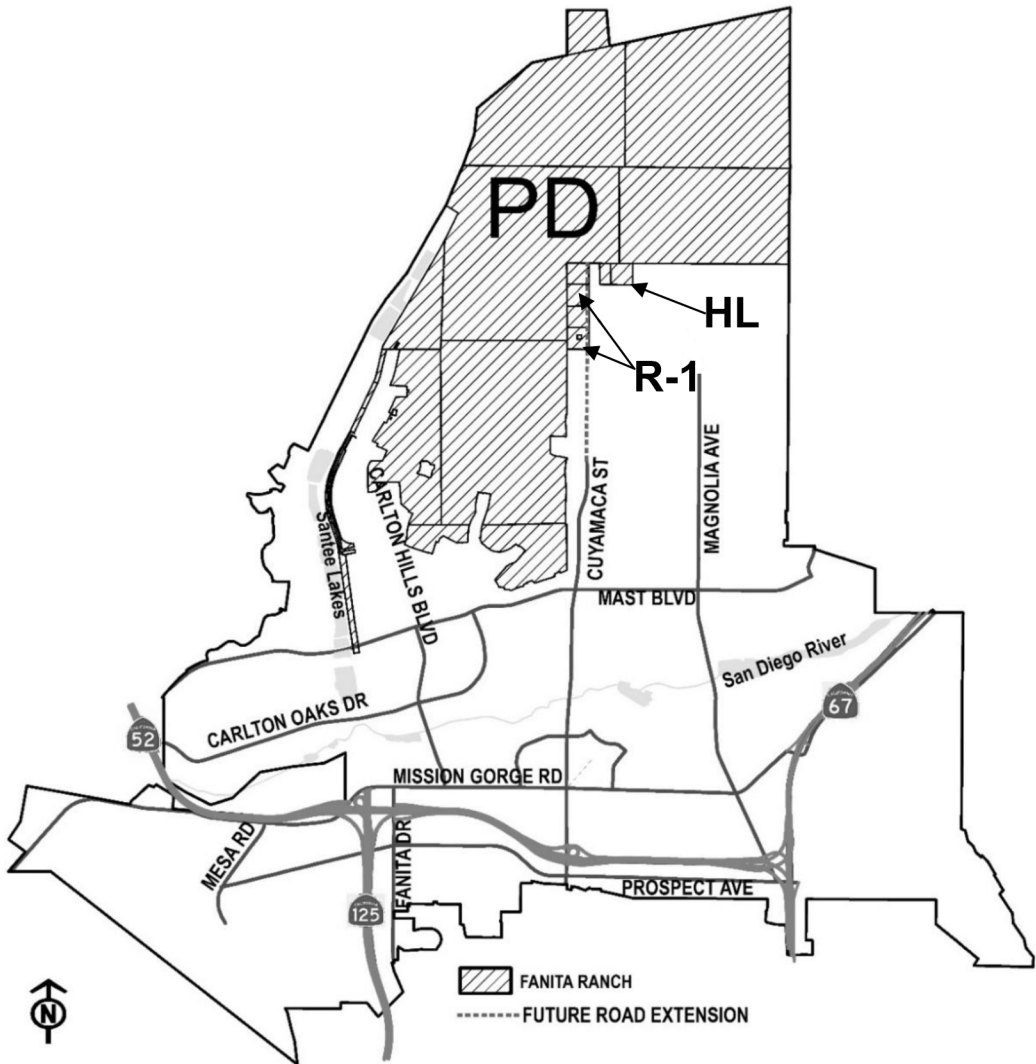 PD
HL
R-1
MAGNOLIA AVE
CUYAMACA ST
CARLTON HILLS BLVD
Santee Lakes
MAST BLVD
San Diego River
67
CARLTON OAKS DR
52
MISSION GORGE RD
MESA RD
FANITA DR
PROSPECT AVE
125
FANITA RANCH
FUTURE ROAD EXTENSION
N